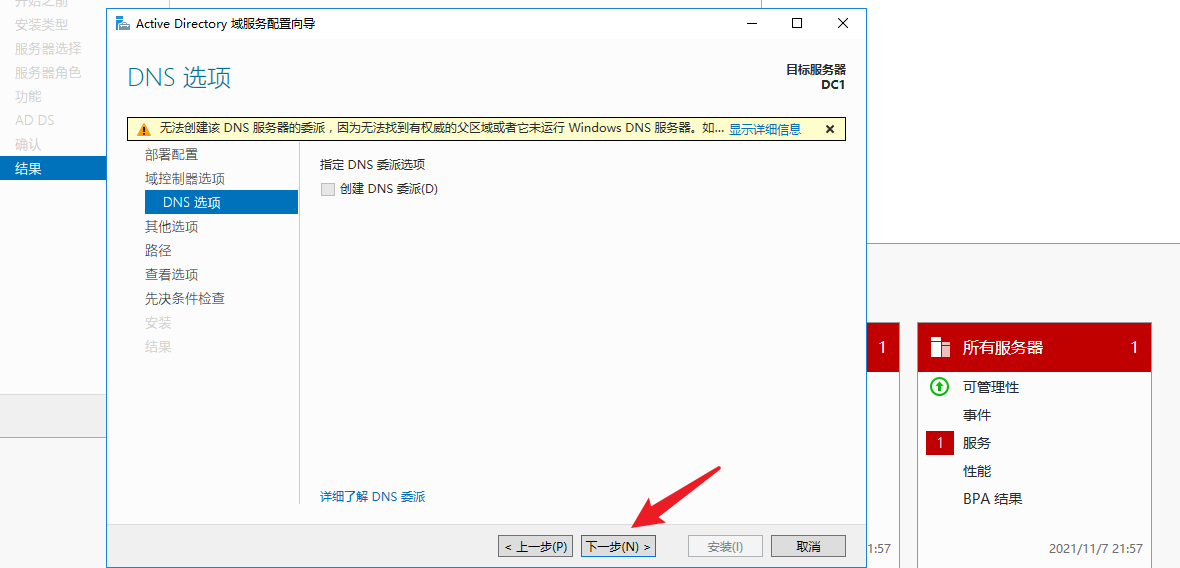 开始之前
安装类型
服务器选择
服务器角色
功能
AD DS
确认
结果
Active Directory 域服务配置向导
DNS 选项
目标服务器
DC1
无法创建该 DNS 服务器的委派，因为无法找到有权威的父区域或者它未运行 Windows DNS 服务器。如... 显示详细信息
部署配置
域控制器选项
DNS 选项
其他选项
路径
查看选项
先决条件检查
安装
结果
指定 DNS 委派选项
创建 DNS 委派(D)
详细了解 DNS 委派
< 上一步(P) 下一步(N) > 安装(I) 取消
1
1:57
所有服务器 1
可管理性
事件
1 服务
性能
BPA 结果
2021/11/7 21:57